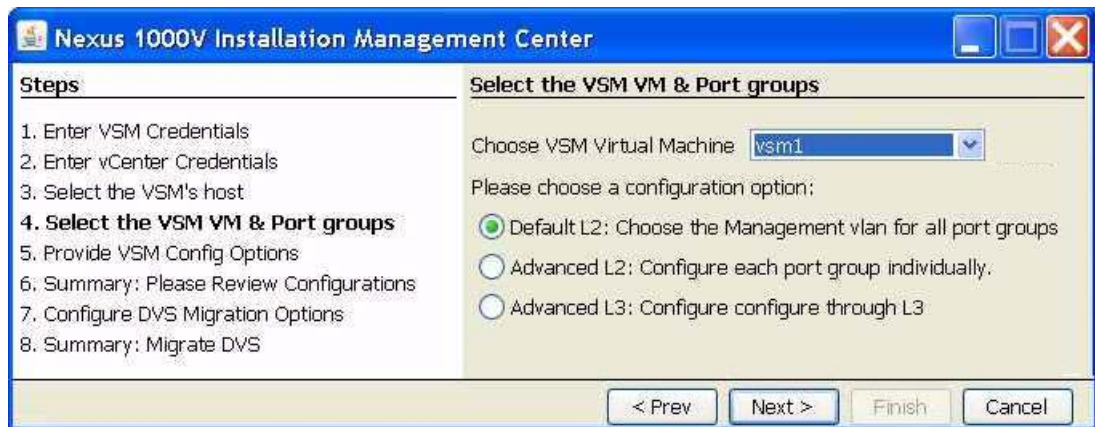 Nexus 1000V Installation Management Center
Steps
1. Enter VSM Credentials
2. Enter vCenter Credentials
3. Select the VSM's host
4. Select the VSM VM & Port groups
5. Provide VSM Config Options
6. Summary: Please Review Configurations
7. Configure DVS Migration Options
8. Summary: Migrate DVS
Select the VSM VM & Port groups
Choose VSM Virtual Machine vsm1
Please choose a configuration option:
Default L2: Choose the Management vlan for all port groups
Advanced L2: Configure each port group individually.
Advanced L3: Configure configure through L3
< Prev Next > Finish Cancel